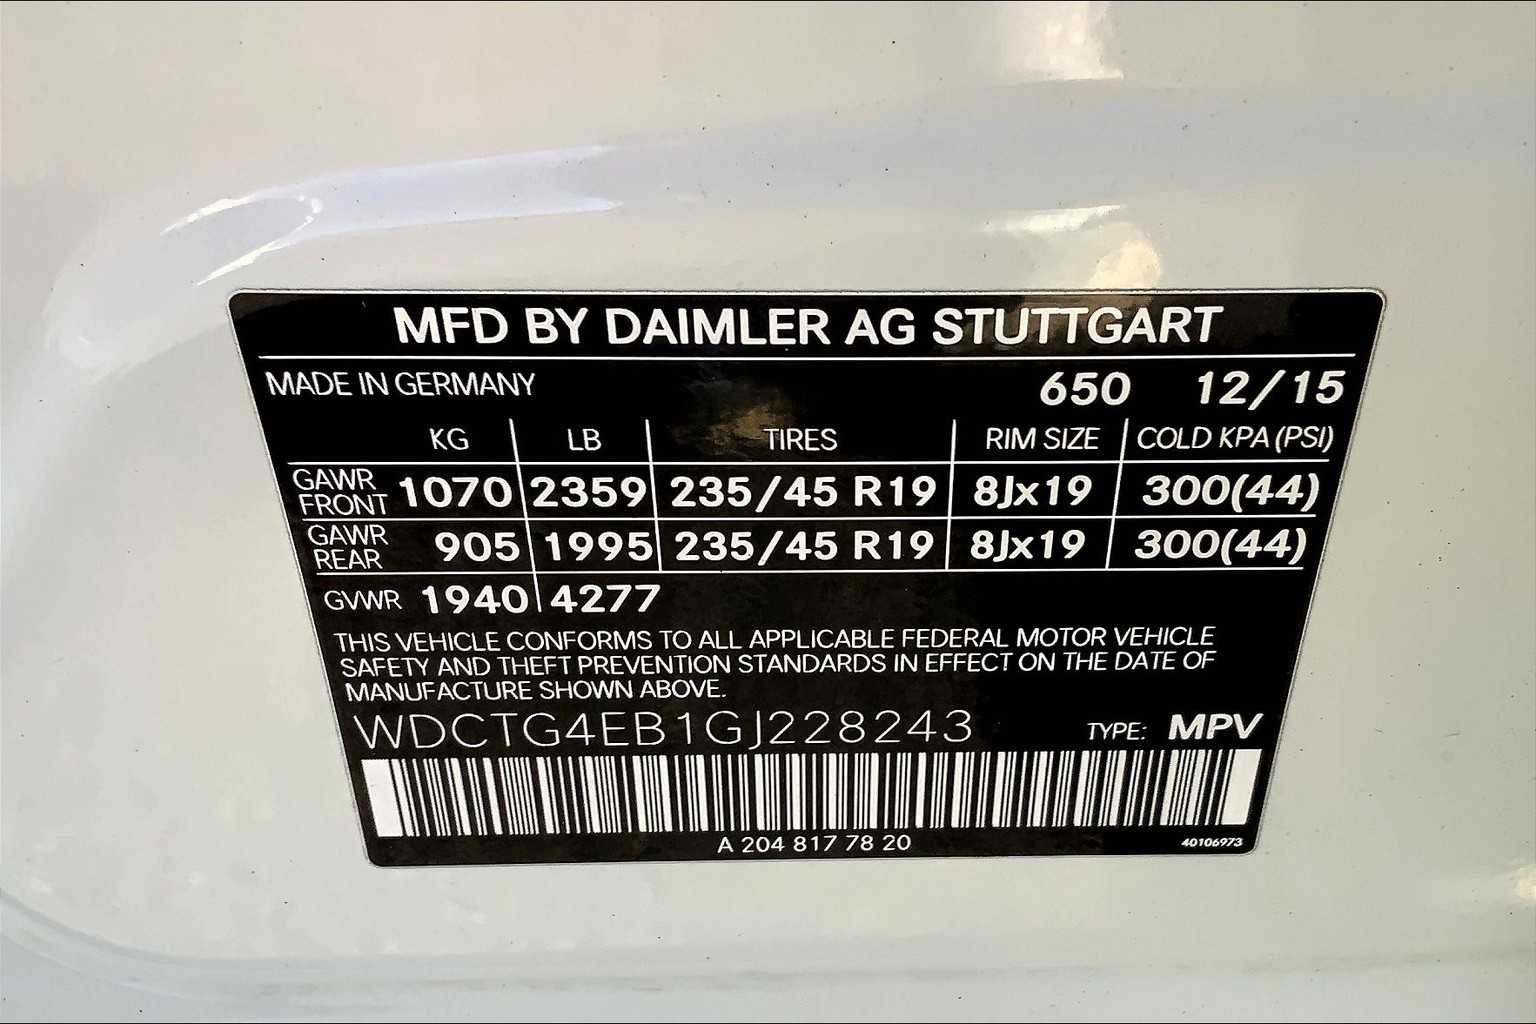 MFD BY DAIMLER AG STUTTGART
MADE IN GERMANY 650 12/15
KG LB TIRES RIM SIZE COLD KPA (PSI)
GAWR FRONT 1070 2359 235/45 R19 8Jx19 300(44)
GAWR REAR 905 1995 235/45 R19 8Jx19 300(44)
GVWR 1940 4277
THIS VEHICLE CONFORMS TO ALL APPLICABLE FEDERAL MOTOR VEHICLE
SAFETY AND THEFT PREVENTION STANDARDS IN EFFECT ON THE DATE OF
MANUFACTURE SHOWN ABOVE.
WDCTG4EB1GJ228243 TYPE: MPV
A 204 817 78 20 40106973